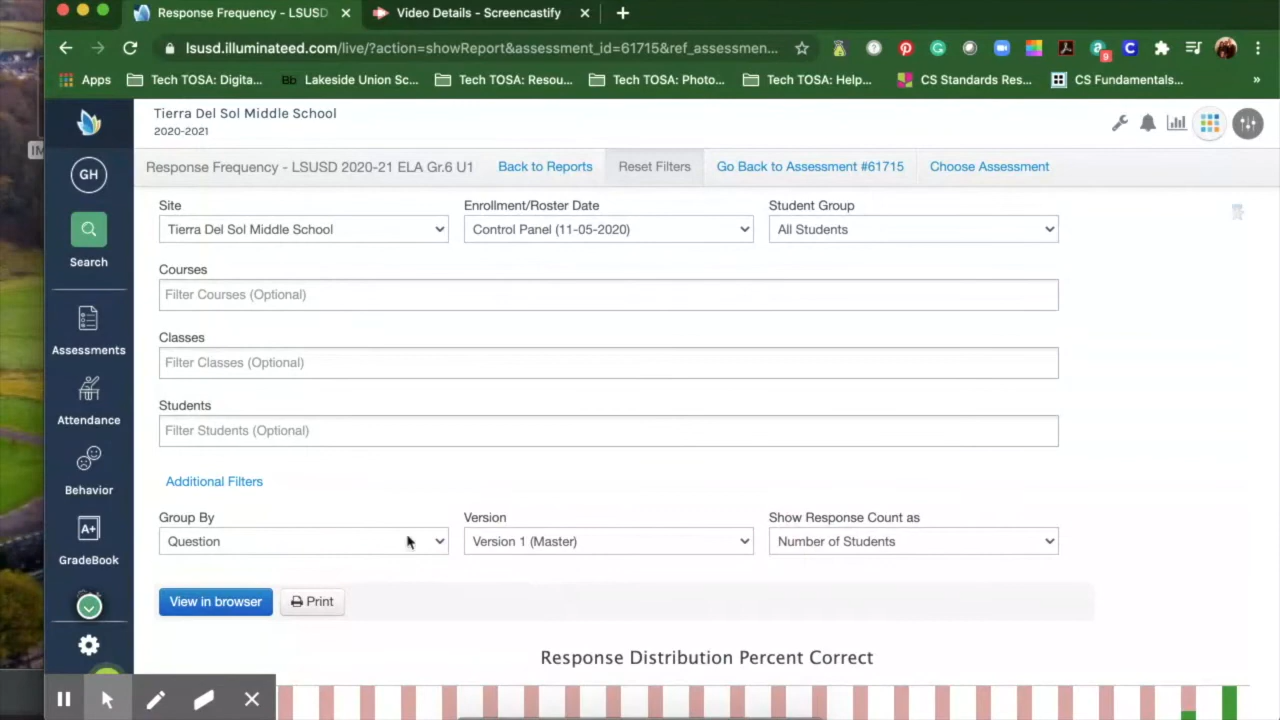 Response Frequency - LSUSD
Video Details - Screencastify
lsusd.illuminateed.com/live/?action=showReport&assessment_id=61715&ref_assessmen...
9
Apps
Tech TOSA: Digita...
Bb Lakeside Union Sc...
Tech TOSA: Resou...
Tech TOSA: Photo...
Tech TOSA: Help...
CS Standards Res...
CS Fundamentals...
»
Tierra Del Sol Middle School
2020-2021
IM
GH
Search
Assessments
Attendance
Behavior
A+
GradeBook
Response Frequency - LSUSD 2020-21 ELA Gr.6 U1
Back to Reports
Reset Filters
Go Back to Assessment #61715
Choose Assessment
Site
Enrollment/Roster Date
Student Group
Tierra Del Sol Middle School
Control Panel (11-05-2020)
All Students
Courses
Filter Courses (Optional)
Classes
Filter Classes (Optional)
Students
Filter Students (Optional)
Additional Filters
Group By
Version
Show Response Count as
Question
Version 1 (Master)
Number of Students
View in browser
Print
Response Distribution Percent Correct